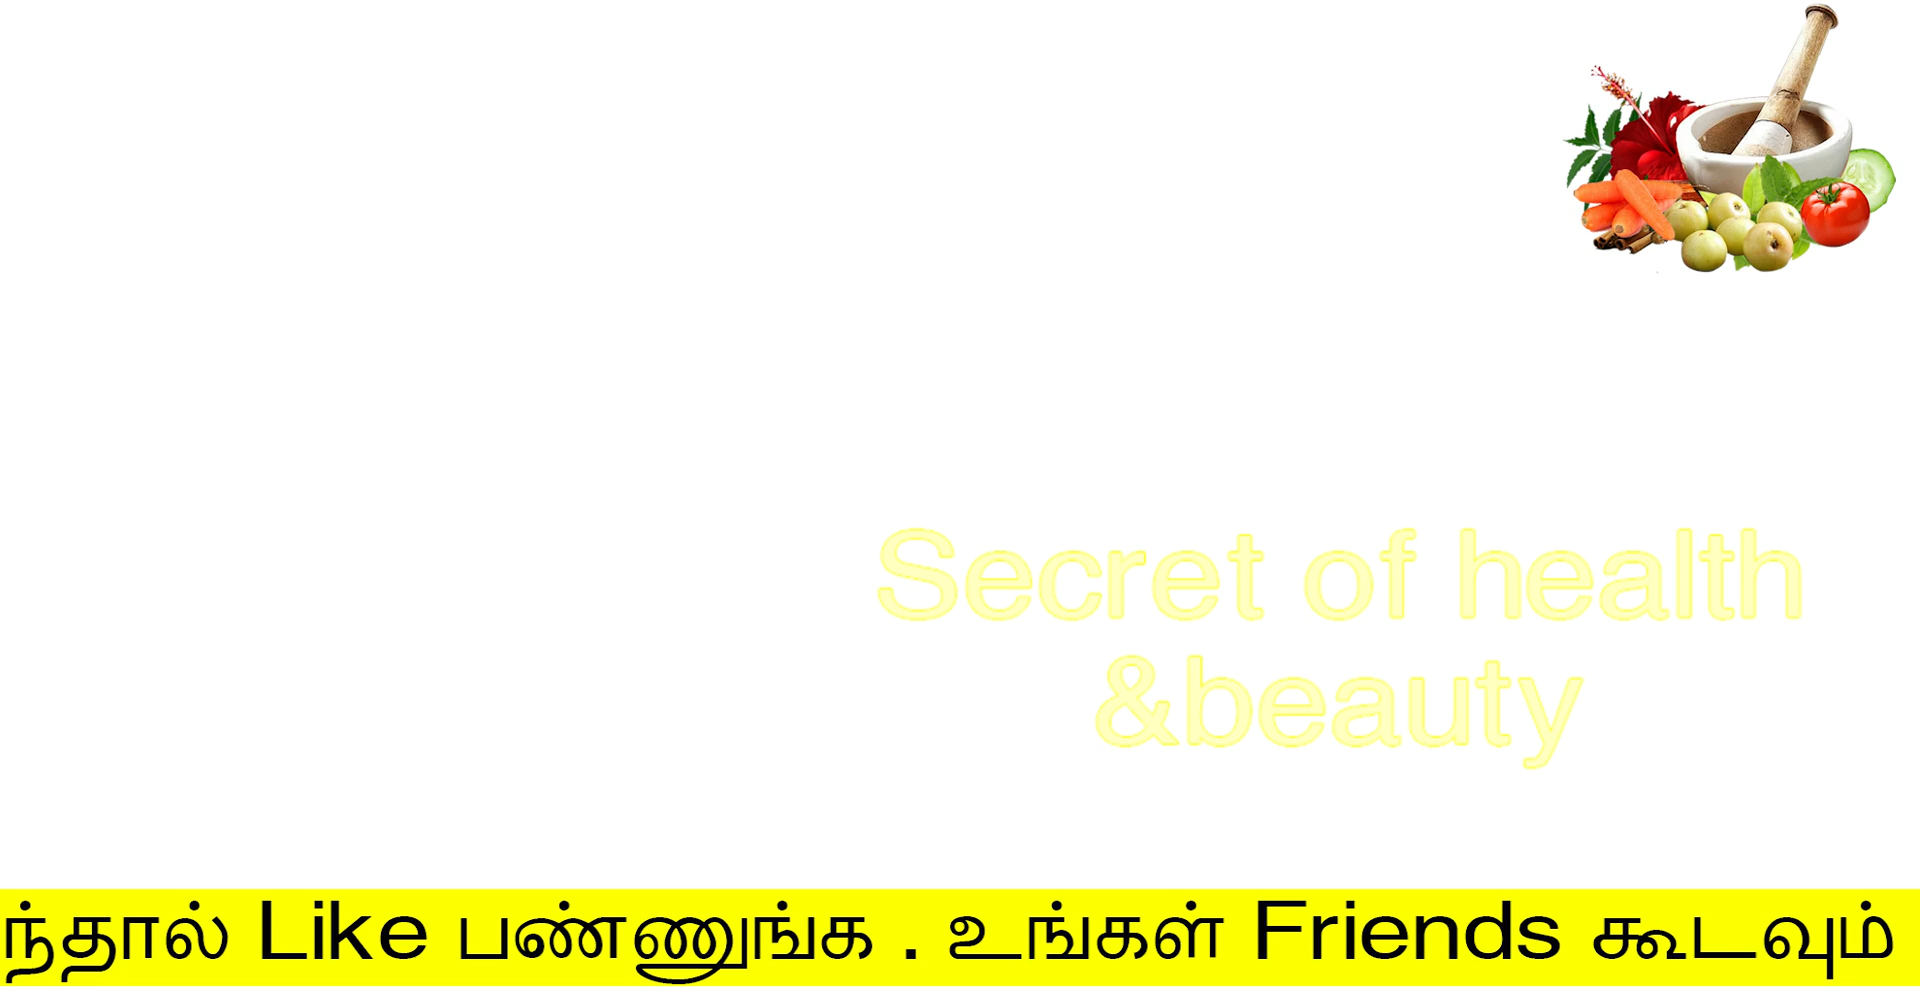 Secret of health
&beauty
ந்தால் Like பண்ணுங்க . உங்கள் Friends கூடவும்